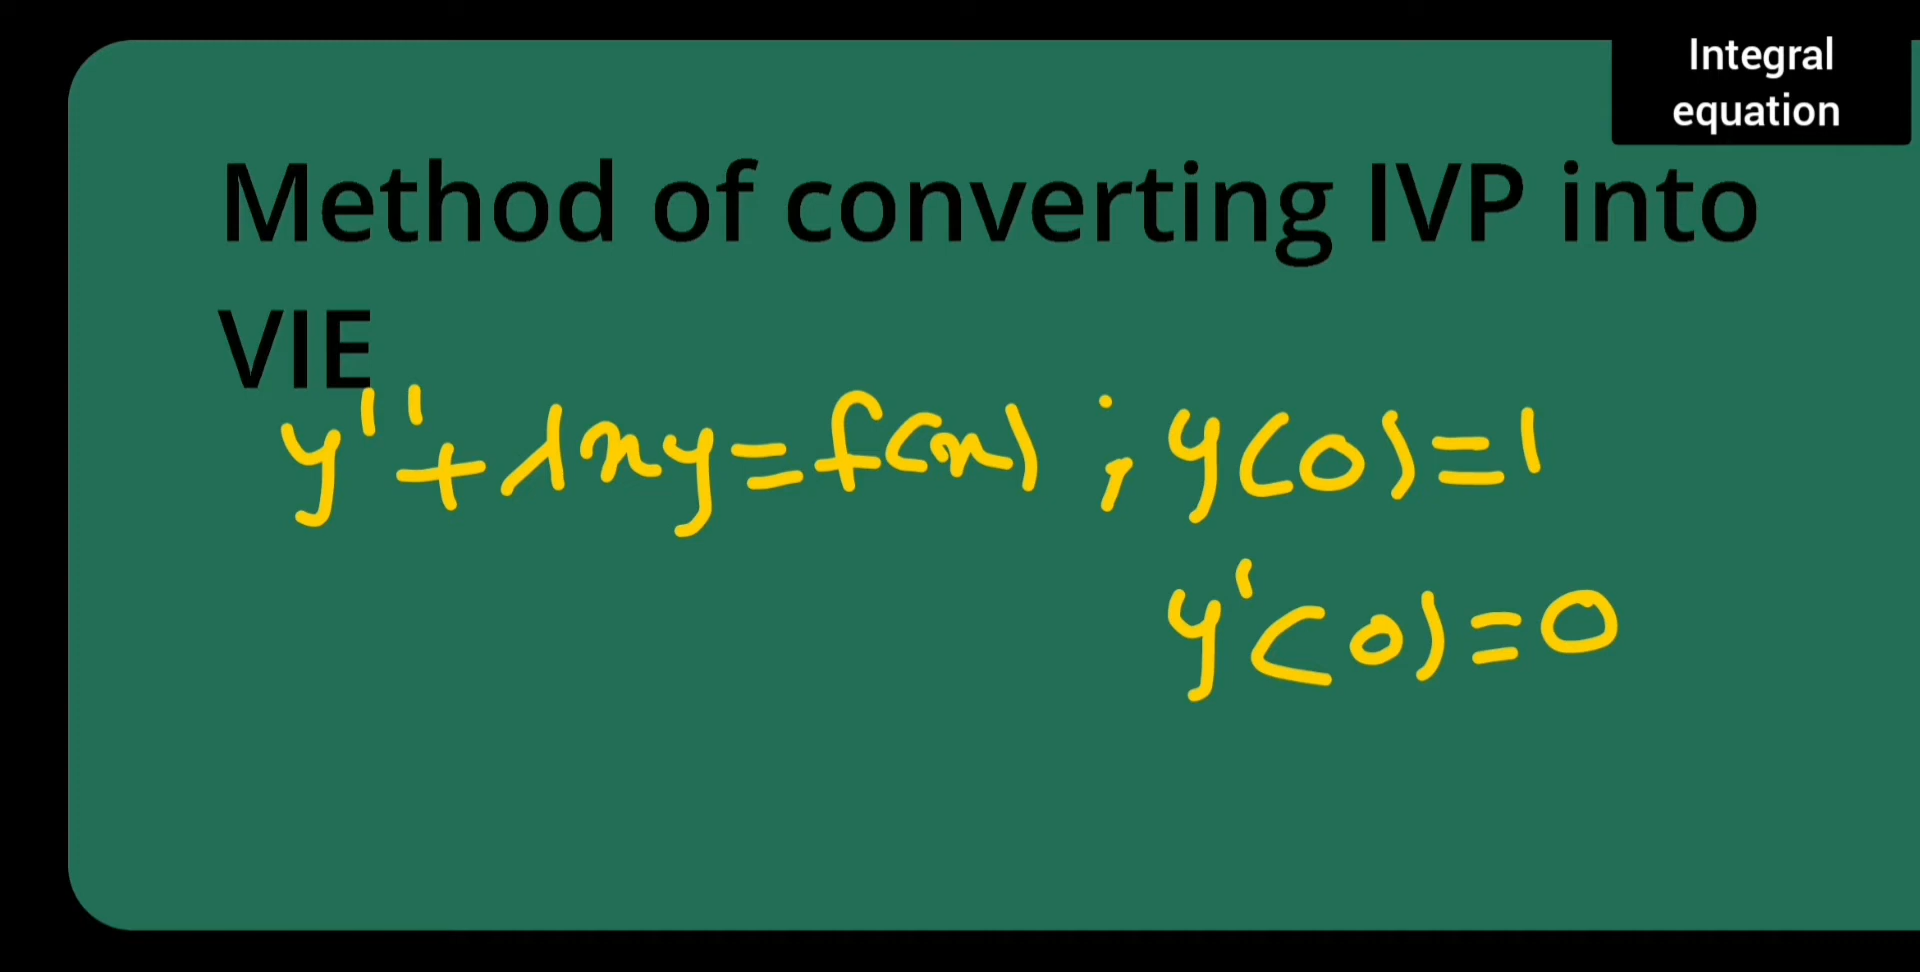 Integral
equation
Method of converting IVP into
VIE
y''+λxy=f(x) ; y(0)=1
y'(0)=0